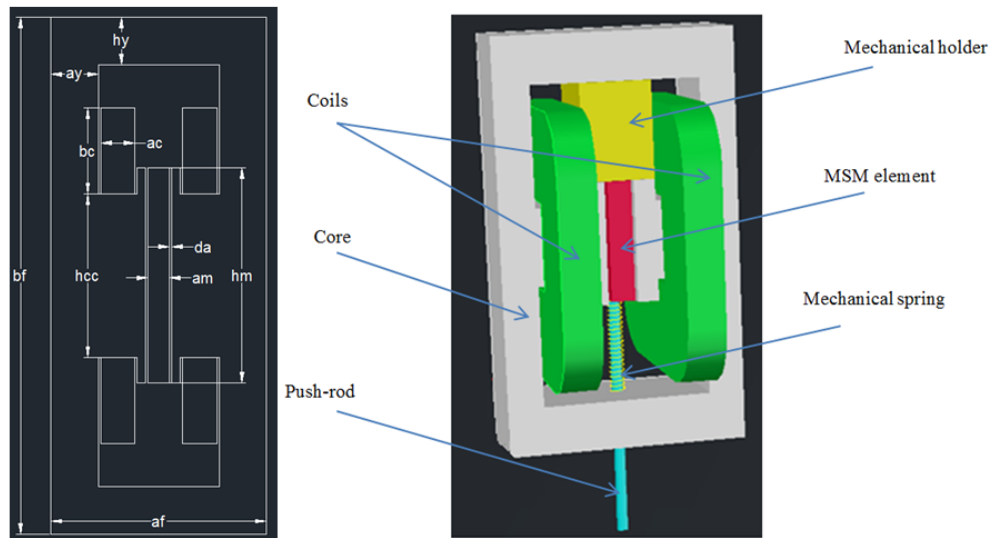 hy
ay
bc
ac
da
bf
hcc
am
hm
af
Mechanical holder
Coils
MSM element
Core
Mechanical spring
Push-rod